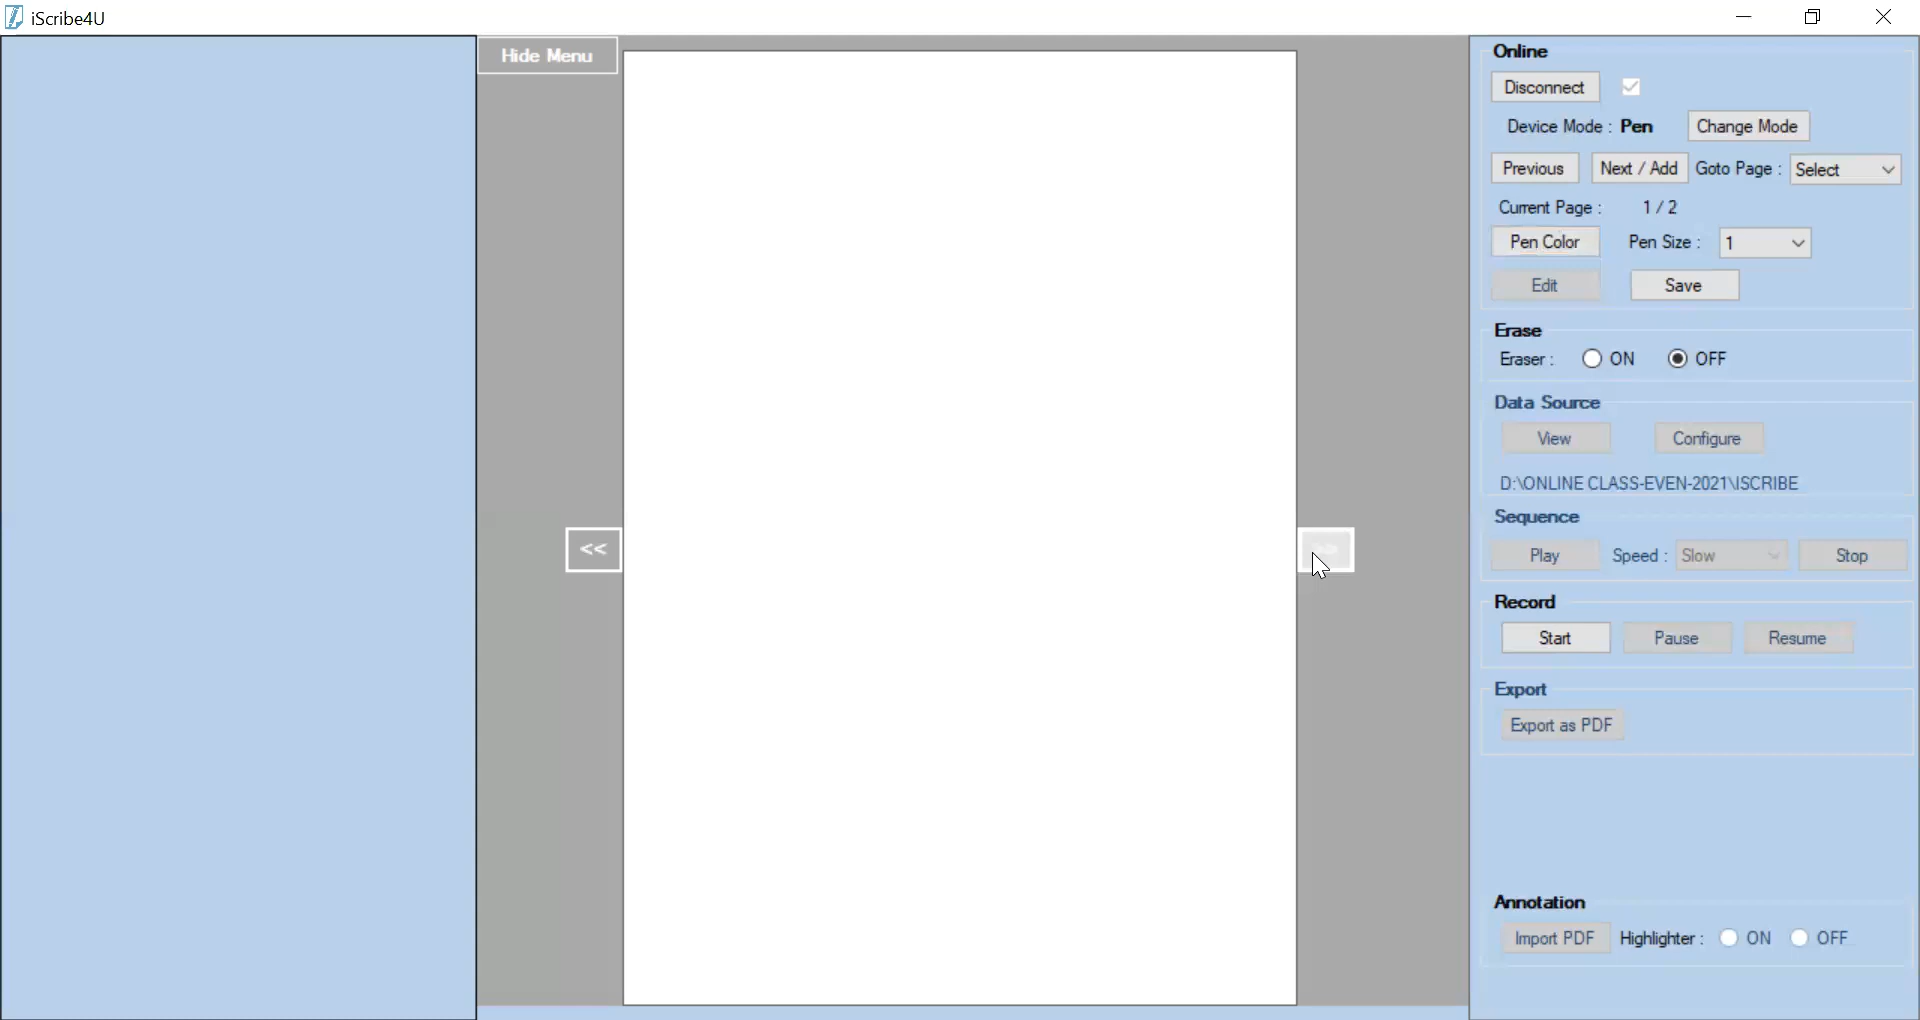 iScribe4U
Hide Menu
<<
Online
Disconnect
Device Mode : Pen Change Mode
Previous Next / Add Goto Page : Select
Current Page : 1 / 2
Pen Color Pen Size : 1
Edit Save
Erase
Eraser : ON OFF
Data Source
View Configure
D:\ONLINE CLASS-EVEN-2021\ISCRIBE
Sequence
Play Speed : Slow Stop
Record
Start Pause Resume
Export
Export as PDF
Annotation
Import PDF Highlighter : ON OFF